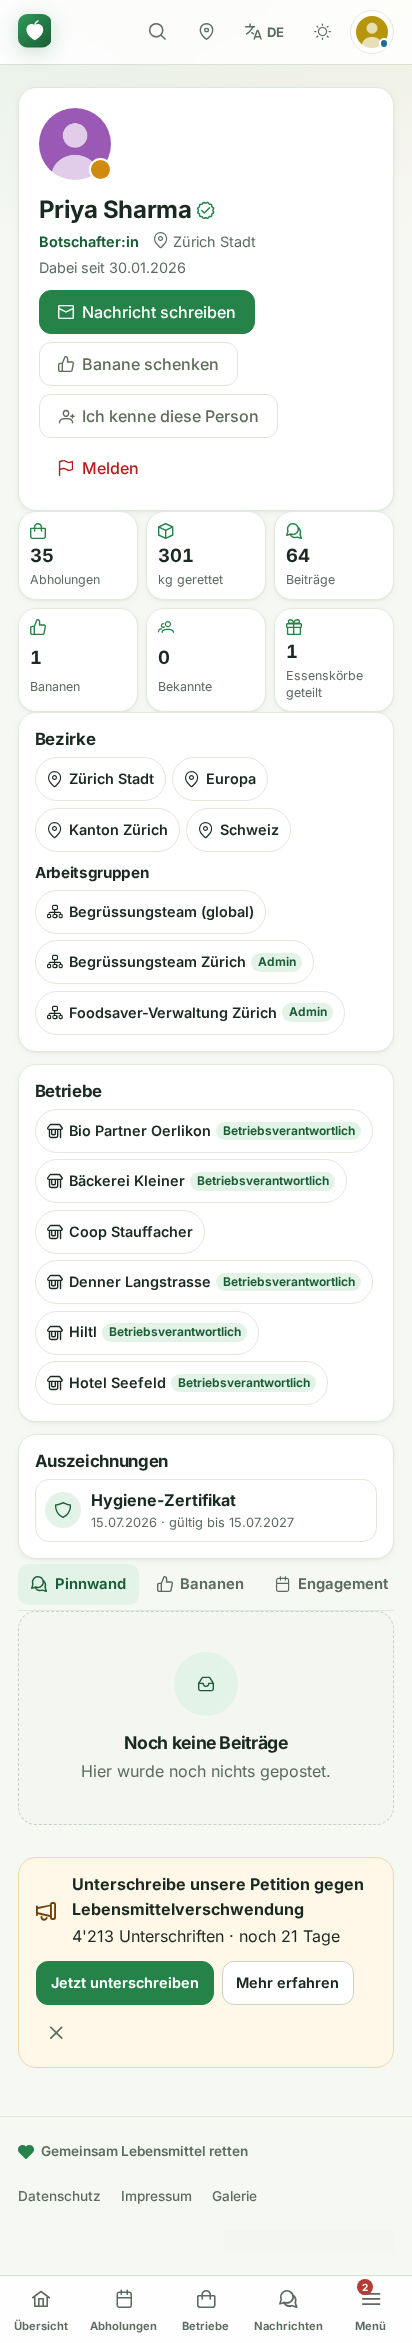 DE
Priya Sharma
Botschafter:in Zürich Stadt
Dabei seit 30.01.2026
Nachricht schreiben
Banane schenken
Ich kenne diese Person
Melden
35
Abholungen
301
kg gerettet
64
Beiträge
1
Bananen
0
Bekannte
1
Essenskörbe
geteilt
Bezirke
Zürich Stadt
Europa
Kanton Zürich
Schweiz
Arbeitsgruppen
Begrüssungsteam (global)
Begrüssungsteam Zürich Admin
Foodsaver-Verwaltung Zürich Admin
Betriebe
Bio Partner Oerlikon Betriebsverantwortlich
Bäckerei Kleiner Betriebsverantwortlich
Coop Stauffacher
Denner Langstrasse Betriebsverantwortlich
Hiltl Betriebsverantwortlich
Hotel Seefeld Betriebsverantwortlich
Auszeichnungen
Hygiene-Zertifikat
15.07.2026 · gültig bis 15.07.2027
Pinnwand
Bananen
Engagement
Noch keine Beiträge
Hier wurde noch nichts gepostet.
Unterschreibe unsere Petition gegen
Lebensmittelverschwendung
4'213 Unterschriften · noch 21 Tage
Jetzt unterschreiben
Mehr erfahren
Gemeinsam Lebensmittel retten
Datenschutz Impressum Galerie
Übersicht
Abholungen
Betriebe
Nachrichten
2
Menü